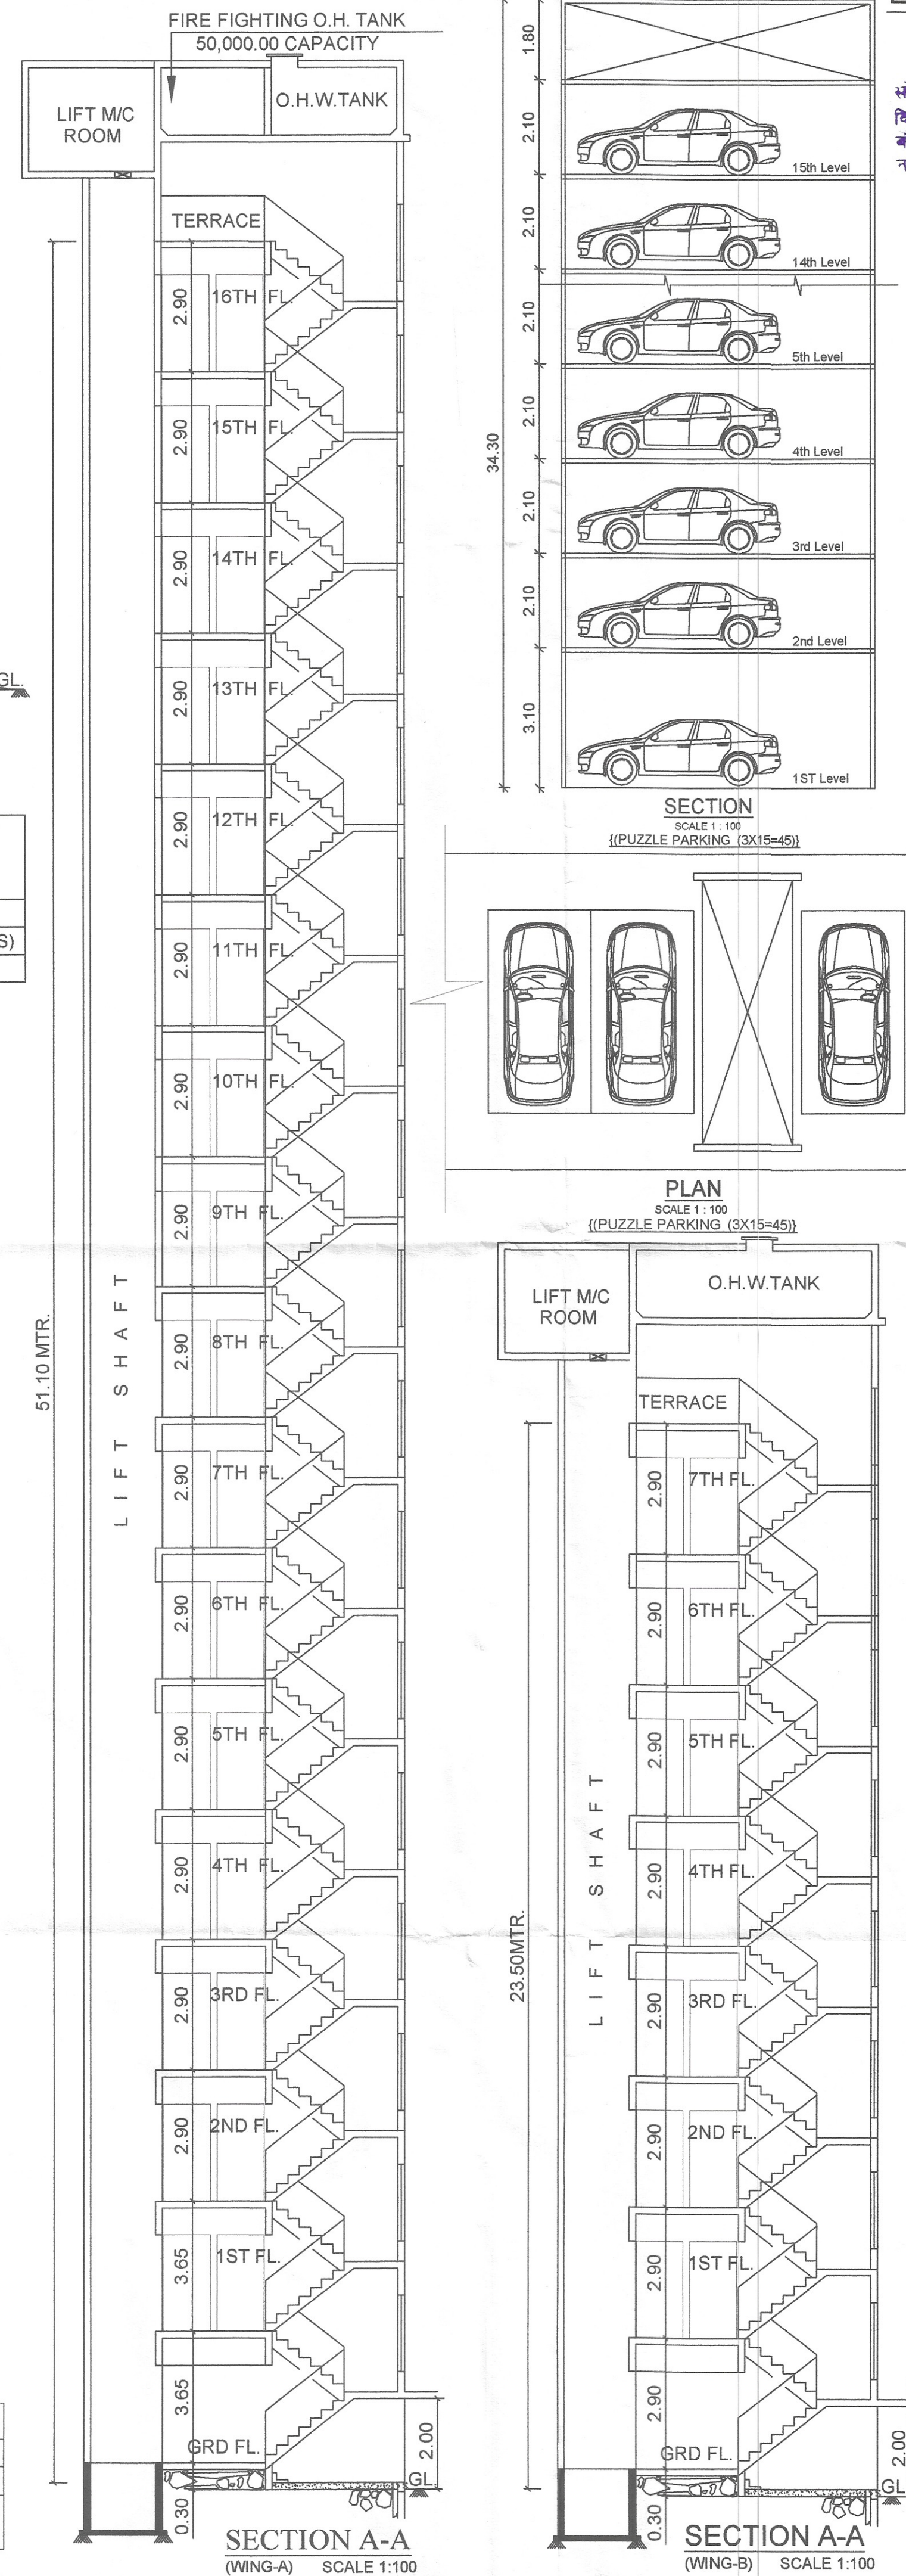 FIRE FIGHTING O.H. TANK
50,000.00 CAPACITY
LIFT M/C
ROOM
O.H.W.TANK
TERRACE
2.90 16TH FL.
2.90 15TH FL.
2.90 14TH FL.
2.90 13TH FL.
2.90 12TH FL.
2.90 11TH FL.
2.90 10TH FL.
2.90 9TH FL.
2.90 8TH FL.
2.90 7TH FL.
2.90 6TH FL.
2.90 5TH FL.
2.90 4TH FL.
2.90 3RD FL.
2.90 2ND FL.
3.65 1ST FL.
3.65
GRD FL.
0.30
2.00
GL.
51.10 MTR.
LIFT SHAFT
SECTION A-A
(WING-A) SCALE 1:100
GL.
S)
1.80
2.10
15th Level
2.10
14th Level
2.10
5th Level
2.10
4th Level
2.10
3rd Level
2.10
2nd Level
3.10
1ST Level
34.30
SECTION
SCALE 1 : 100
{(PUZZLE PARKING (3X15=45)}
PLAN
SCALE 1 : 100
{(PUZZLE PARKING (3X15=45)}
LIFT M/C
ROOM
O.H.W.TANK
TERRACE
2.90 7TH FL.
2.90 6TH FL.
2.90 5TH FL.
2.90 4TH FL.
2.90 3RD FL.
2.90 2ND FL.
2.90 1ST FL.
2.90
GRD FL.
0.30
2.00
GL
23.50MTR.
LIFT SHAFT
SECTION A-A
(WING-B) SCALE 1:100